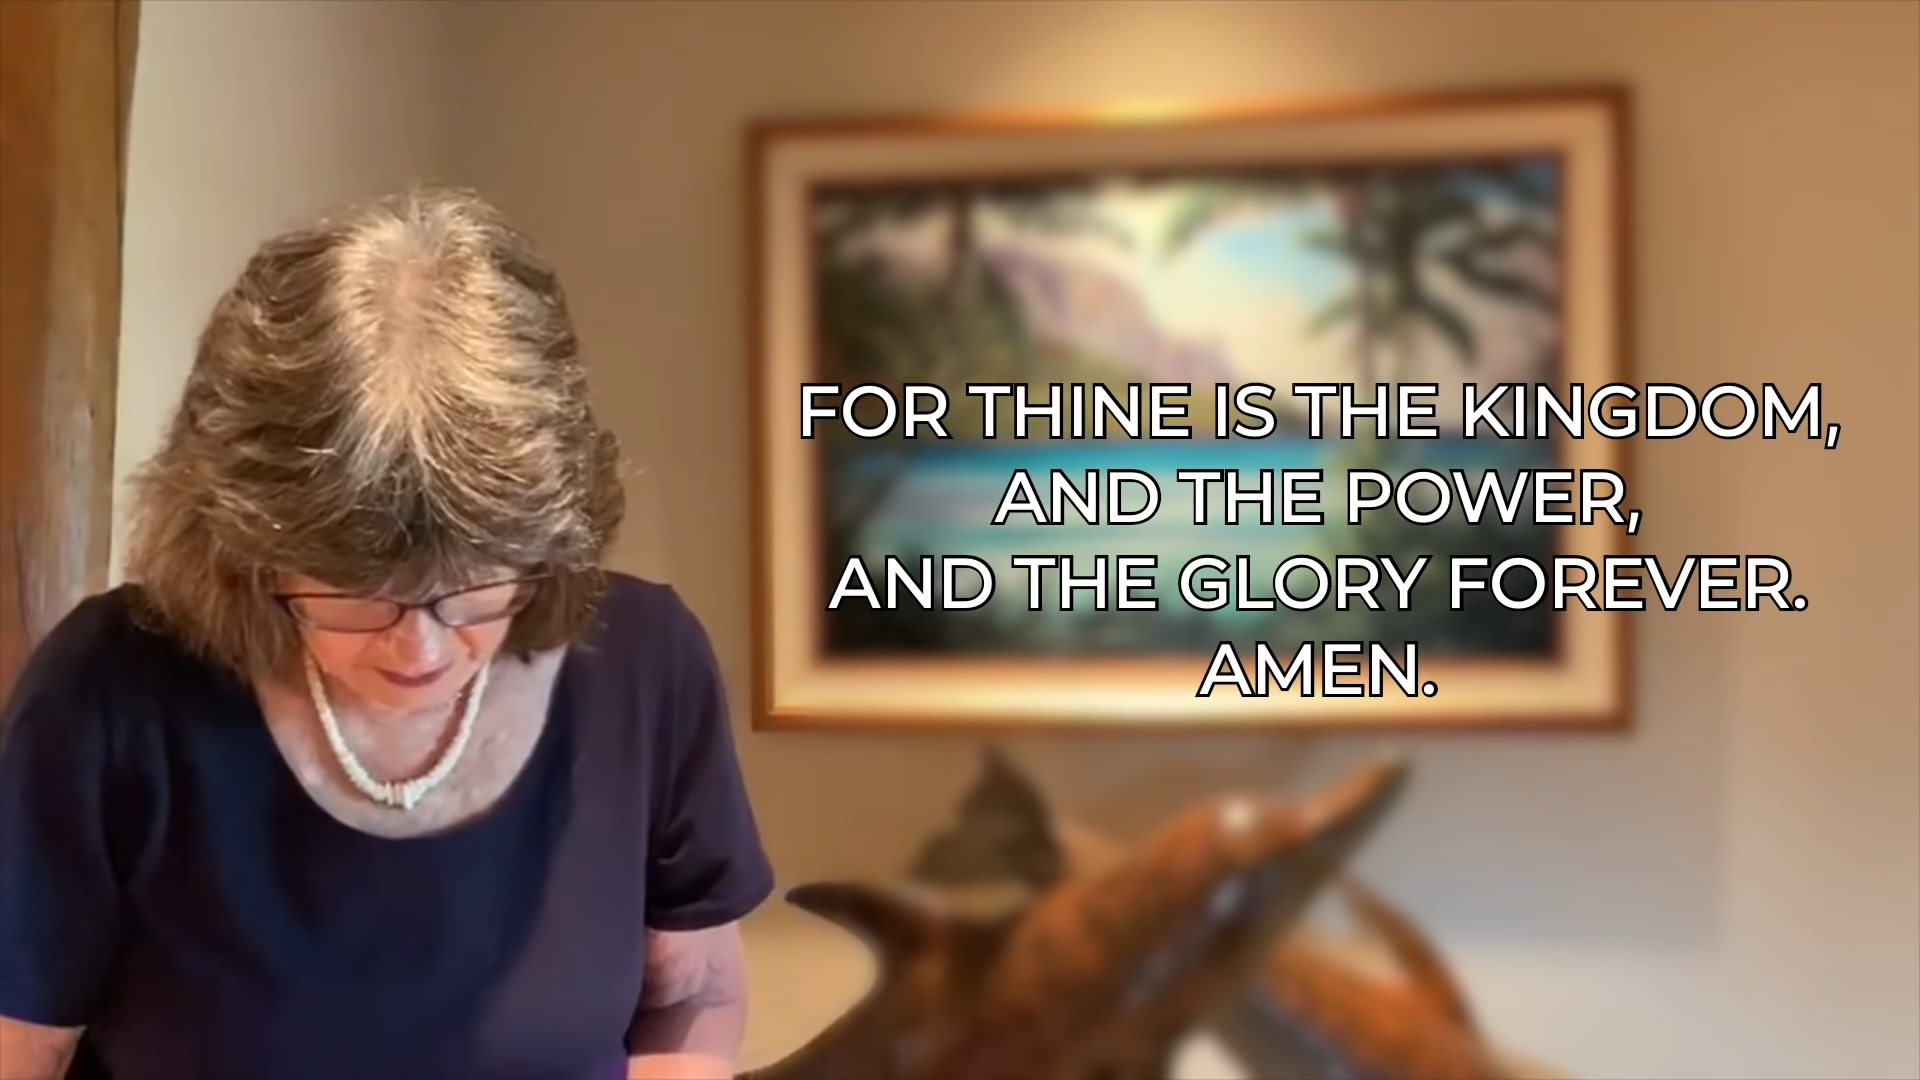 FOR THINE IS THE KINGDOM,
AND THE POWER,
AND THE GLORY FOREVER.
AMEN.